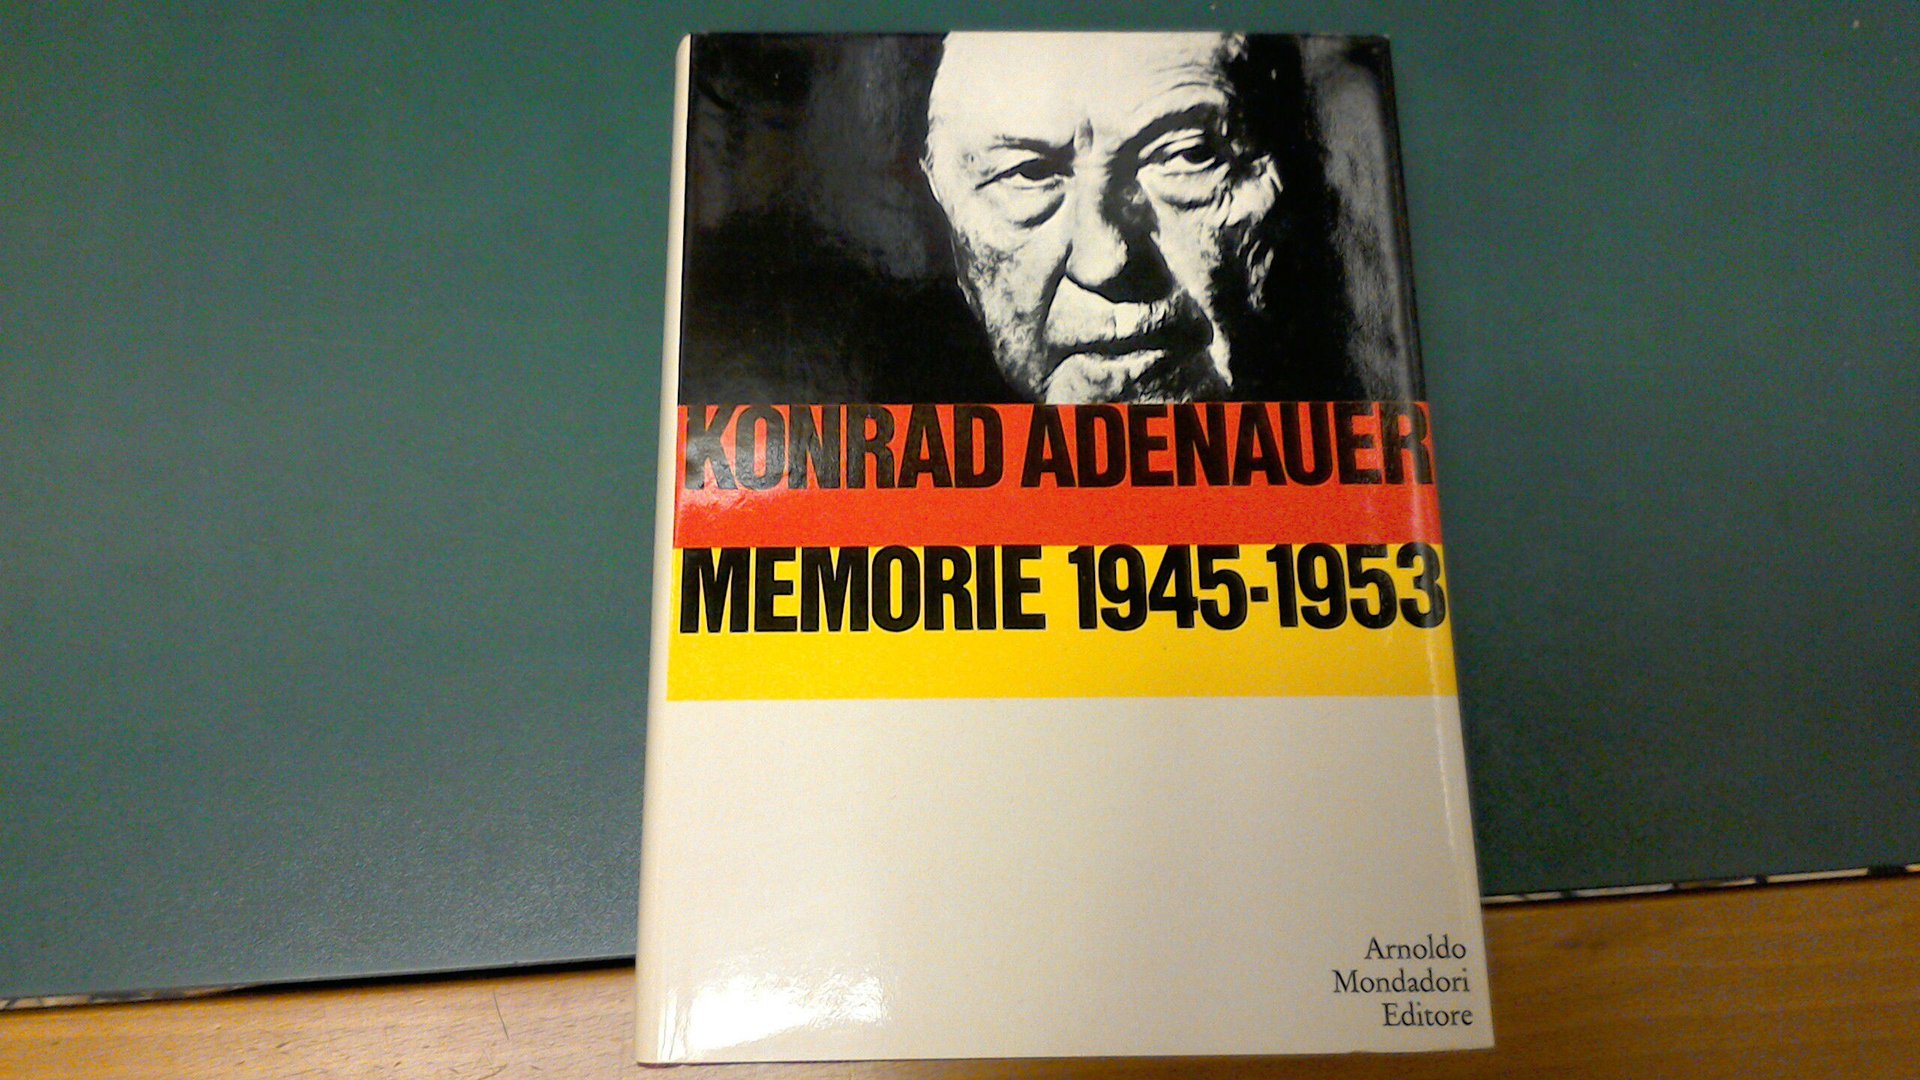 KONRAD ADENAUER
MEMORIE 1945-1953
Arnoldo
Mondadori
Editore